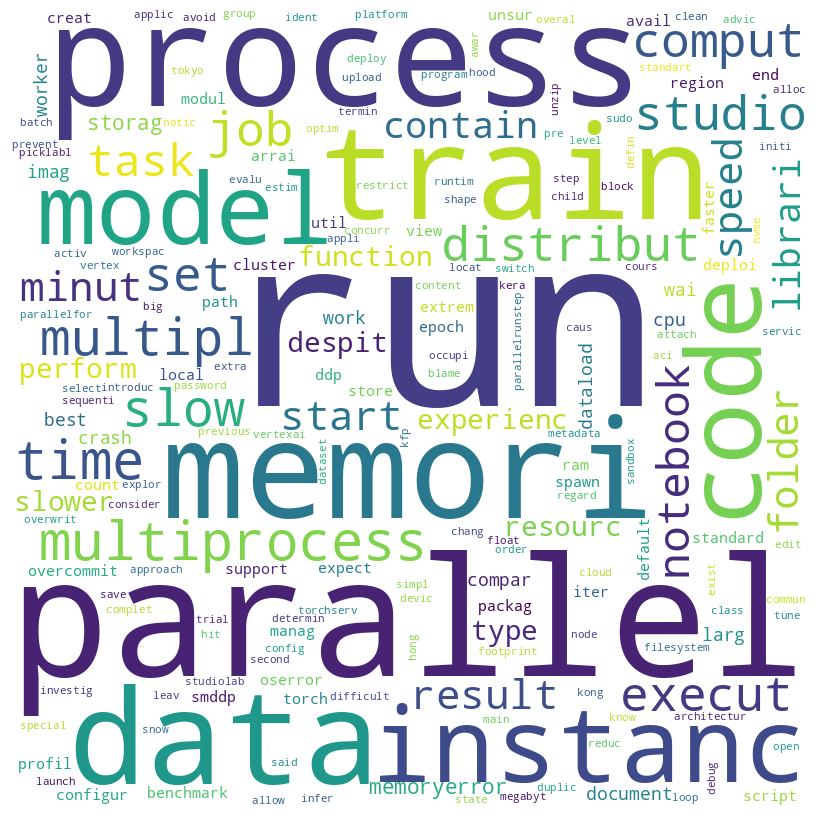 creat
applic
avoid
group
ident
platform
unsur
overal
avail
clean
advic
process
comput
worker
tokyo
deploy
hood
awar
standart
upload
program
region
end
alloc
modul
unzip
studio
storag
job
termin
contain
batch
notic
optim
pre
level
sudo
defin
initi
prevent
task
arrai
train
picklabl
imag
evalu
estim
restrict
runtim
step
child
block
speed
faster
librari
model
shape
util
concurr
view
locat
switch
appli
distribut
cours
nvme
activ
workspac
vertex
set
cluster
function
deploi
minut
path
big
run
content
kera
wai
attach
servic
parallelfor
multipl
work
despit
extrem
epoch
occupi
parallelrunstep
caus
dataload
cpu
aci
code
perform
local
select
introduc
ddp
blame
sequenti
password
store
best
slow
start
experienc
notebook
folder
crash
previous
vertexai
kfp
metadata
time
memori
dataset
sandbox
count
explor
ram
slower
consider
spawn
regard
overwrit
multiprocess
resourc
default
standard
exist
edit
chang
float
order
overcommit
approach
support
expect
compar
simpl
devic
cloud
iter
class
commun
save
complet
trial
torchserv
determin
hit
manag
packag
tune
parallel
config
hong
type
node
larg
second
footprint
filesystem
investig
studiolab
oserror
leav
smddp
torch
difficult
result
kong
execut
special
snow
main
know
architectur
data
instanc
said
reduc
open
profil
launch
configur
benchmark
allow
infer
memoryerror
state
megabyt
duplic
document
loop
debug
script